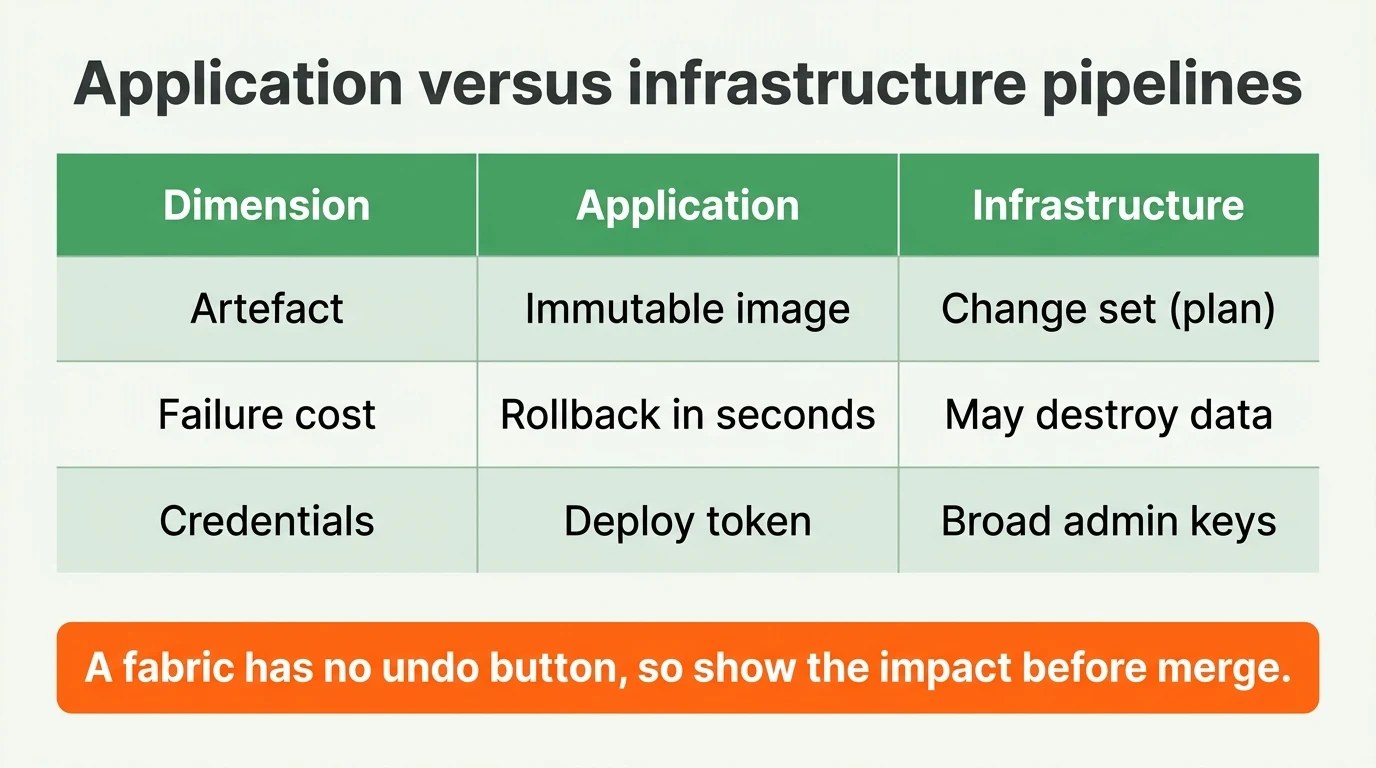 Application versus infrastructure pipelines
Dimension Application Infrastructure
Artefact Immutable image Change set (plan)
Failure cost Rollback in seconds May destroy data
Credentials Deploy token Broad admin keys
A fabric has no undo button, so show the impact before merge.